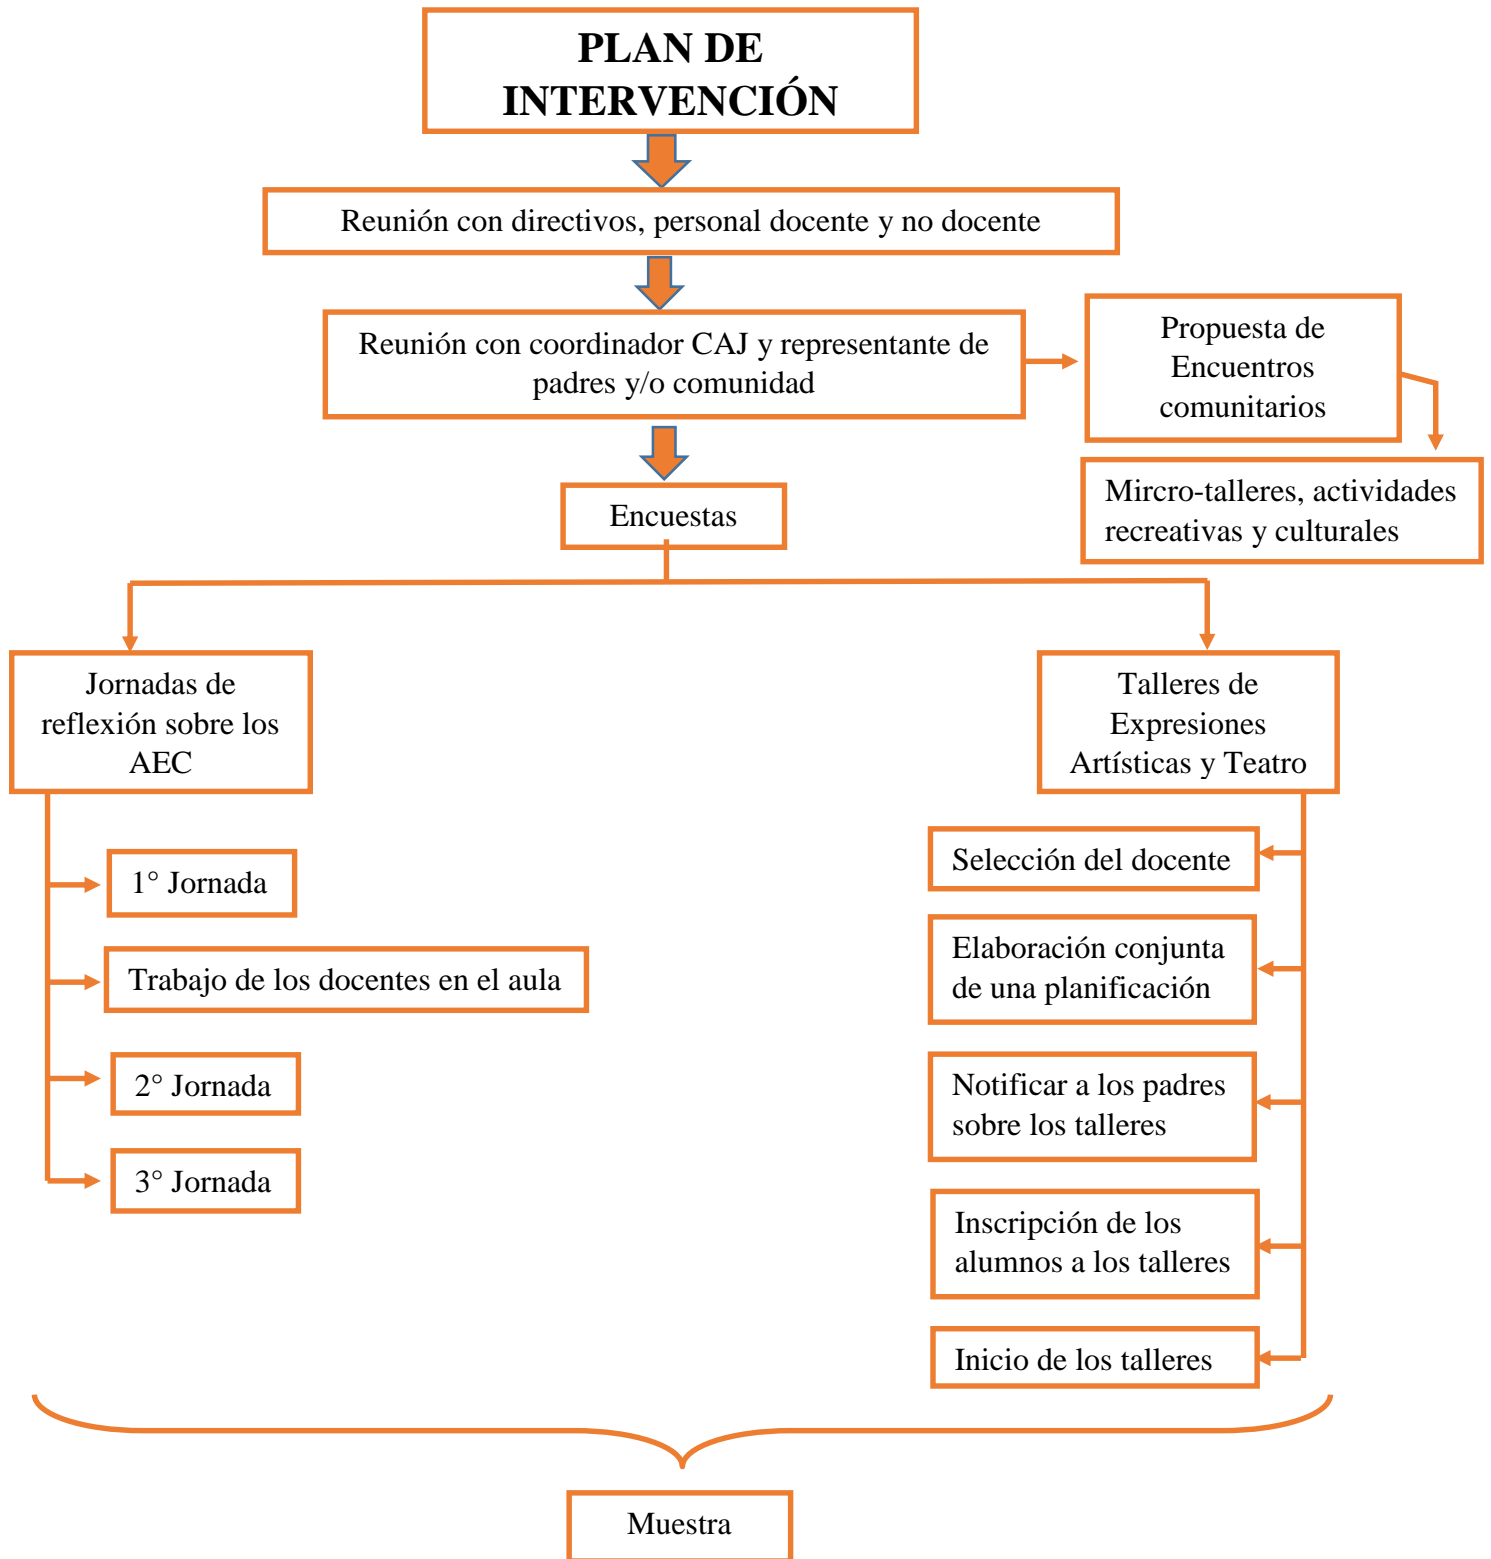 PLAN DE
INTERVENCIÓN
Reunión con directivos, personal docente y no docente
Reunión con coordinador CAJ y representante de
padres y/o comunidad
Propuesta de
Encuentros
comunitarios
Mircro-talleres, actividades
recreativas y culturales
Encuestas
Jornadas de
reflexión sobre los
AEC
1° Jornada
Trabajo de los docentes en el aula
2° Jornada
3° Jornada
Talleres de
Expresiones
Artísticas y Teatro
Selección del docente
Elaboración conjunta
de una planificación
Notificar a los padres
sobre los talleres
Inscripción de los
alumnos a los talleres
Inicio de los talleres
Muestra